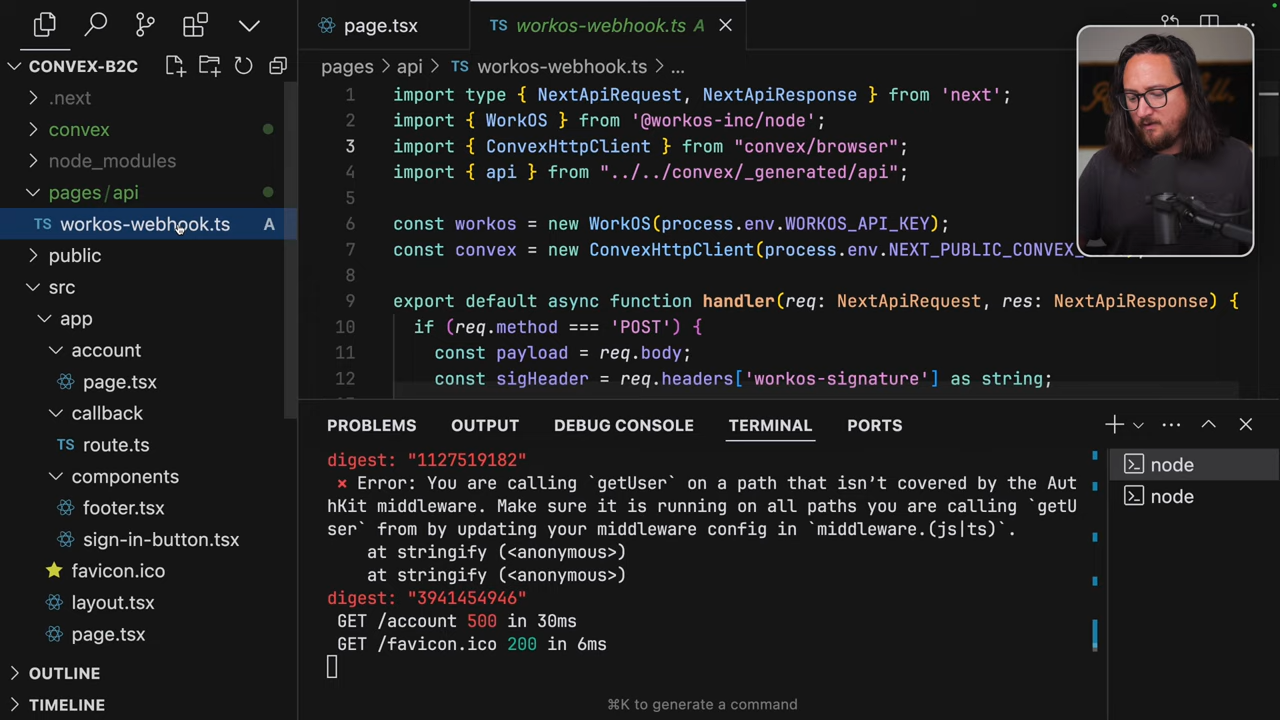 CONVEX-B2C
.next
convex
node_modules
pages/api
TS workos-webhook.ts A
public
src
app
account
page.tsx
callback
TS route.ts
components
footer.tsx
sign-in-button.tsx
favicon.ico
layout.tsx
page.tsx
OUTLINE
TIMELINE
page.tsx
TS workos-webhook.ts A
pages > api > TS workos-webhook.ts > ...
1 import type { NextApiRequest, NextApiResponse } from 'next';
2 import { WorkOS } from '@workos-inc/node';
3 import { ConvexHttpClient } from "convex/browser";
4 import { api } from "../../convex/_generated/api";
5
6 const workos = new WorkOS(process.env.WORKOS_API_KEY);
7 const convex = new ConvexHttpClient(process.env.NEXT_PUBLIC_CONVEX_
8
9 export default async function handler(req: NextApiRequest, res: NextApiResponse) {
10 if (req.method === 'POST') {
11 const payload = req.body;
12 const sigHeader = req.headers['workos-signature'] as string;
PROBLEMS OUTPUT DEBUG CONSOLE TERMINAL PORTS
digest: "1127519182"
⨯ Error: You are calling `getUser` on a path that isn’t covered by the Aut
hKit middleware. Make sure it is running on all paths you are calling `getU
ser` from by updating your middleware config in `middleware.(js|ts)`.
at stringify (<anonymous>)
at stringify (<anonymous>)
digest: "3941454946"
GET /account 500 in 30ms
GET /favicon.ico 200 in 6ms
⌘K to generate a command
node
node